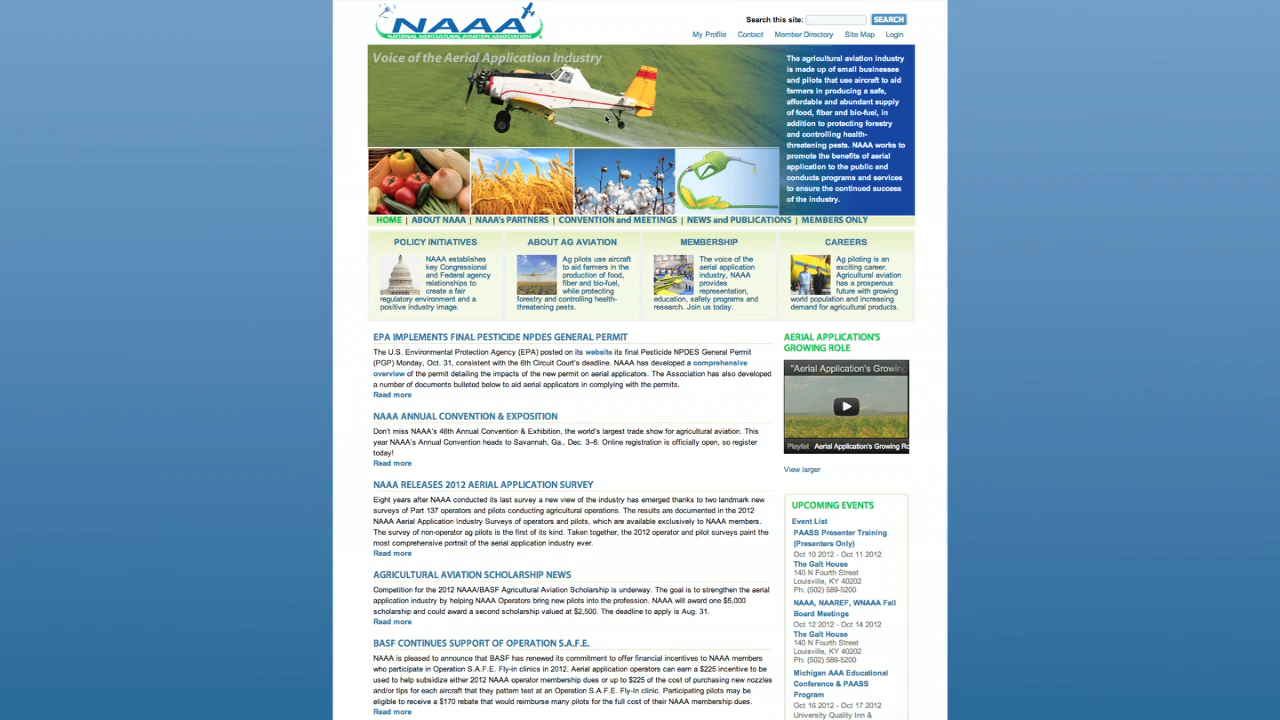 NAAA
NATIONAL AGRICULTURAL AVIATION ASSOCIATION
Search this site:
SEARCH
My Profile Contact Member Directory Site Map Login
Voice of the Aerial Application Industry
The agricultural aviation industry
is made up of small businesses
and pilots that use aircraft to aid
farmers in producing a safe,
affordable and abundant supply
of food, fiber and bio-fuel, in
addition to protecting forestry
and controlling health-
threatening pests. NAAA works to
promote the benefits of aerial
application to the public and
conducts programs and services
to ensure the continued success
of the industry.
HOME | ABOUT NAAA | NAAA's PARTNERS | CONVENTION and MEETINGS | NEWS and PUBLICATIONS | MEMBERS ONLY
POLICY INITIATIVES
NAAA establishes
key Congressional
and Federal agency
relationships to
create a fair
regulatory environment and a
positive industry image.
ABOUT AG AVIATION
Ag pilots use aircraft
to aid farmers in the
production of food,
fiber and bio-fuel,
while protecting
forestry and controlling health-
threatening pests.
MEMBERSHIP
The voice of the
aerial application
industry, NAAA
provides
representation,
education, safety programs and
research. Join us today.
CAREERS
Ag piloting is an
exciting career.
Agricultural aviation
has a prosperous
future with growing
world population and increasing
demand for agricultural products.
EPA IMPLEMENTS FINAL PESTICIDE NPDES GENERAL PERMIT
The U.S. Environmental Protection Agency (EPA) posted on its website its final Pesticide NPDES General Permit
(PGP) Monday, Oct. 31, consistent with the 6th Circuit Court's deadline. NAAA has developed a comprehensive
overview of the permit detailing the impacts of the new permit on aerial applicators. The Association has also developed
a number of documents bulleted below to aid aerial applicators in complying with the permits.
Read more
NAAA ANNUAL CONVENTION & EXPOSITION
Don't miss NAAA's 46th Annual Convention & Exhibition, the world's largest trade show for agricultural aviation. This
year NAAA's Annual Convention heads to Savannah, Ga., Dec. 3–6. Online registration is officially open, so register
today!
Read more
NAAA RELEASES 2012 AERIAL APPLICATION SURVEY
Eight years after NAAA conducted its last survey a new view of the industry has emerged thanks to two landmark new
surveys of Part 137 operators and pilots conducting agricultural operations. The results are documented in the 2012
NAAA Aerial Application Industry Surveys of operators and pilots, which are available exclusively to NAAA members.
The survey of non-operator ag pilots is the first of its kind. Taken together, the 2012 operator and pilot surveys paint the
most comprehensive portrait of the aerial application industry ever.
Read more
AGRICULTURAL AVIATION SCHOLARSHIP NEWS
Competition for the 2012 NAAA/BASF Agricultural Aviation Scholarship is underway. The goal is to strengthen the aerial
application industry by helping NAAA Operators bring new pilots into the profession. NAAA will award one $5,000
scholarship and could award a second scholarship valued at $2,500. The deadline to apply is Aug. 31.
Read more
BASF CONTINUES SUPPORT OF OPERATION S.A.F.E.
NAAA is pleased to announce that BASF has renewed its commitment to offer financial incentives to NAAA members
who participate in Operation S.A.F.E. Fly-in clinics in 2012. Aerial application operators can earn a $225 incentive to be
used to help subsidize either 2012 NAAA operator membership dues or up to $225 of the cost of purchasing new nozzles
and/or tips for each aircraft that they pattern test at an Operation S.A.F.E. Fly-In clinic. Participating pilots may be
eligible to receive a $170 rebate that would reimburse many pilots for the full cost of their NAAA membership dues.
Read more
AERIAL APPLICATION'S
GROWING ROLE
"Aerial Application's Growing
Playlist Aerial Application's Growing Ro
View larger
UPCOMING EVENTS
Event List
PAASS Presenter Training
(Presenters Only)
Oct 10 2012 - Oct 11 2012
The Galt House
140 N Fourth Street
Louisville, KY 40202
Ph: (502) 589-5200
NAAA, NAAREF, WNAAA Fall
Board Meetings
Oct 12 2012 - Oct 14 2012
The Galt House
140 N Fourth Street
Louisville, KY 40202
Ph: (502) 589-5200
Michigan AAA Educational
Conference & PAASS
Program
Oct 16 2012 - Oct 17 2012
University Quality Inn &